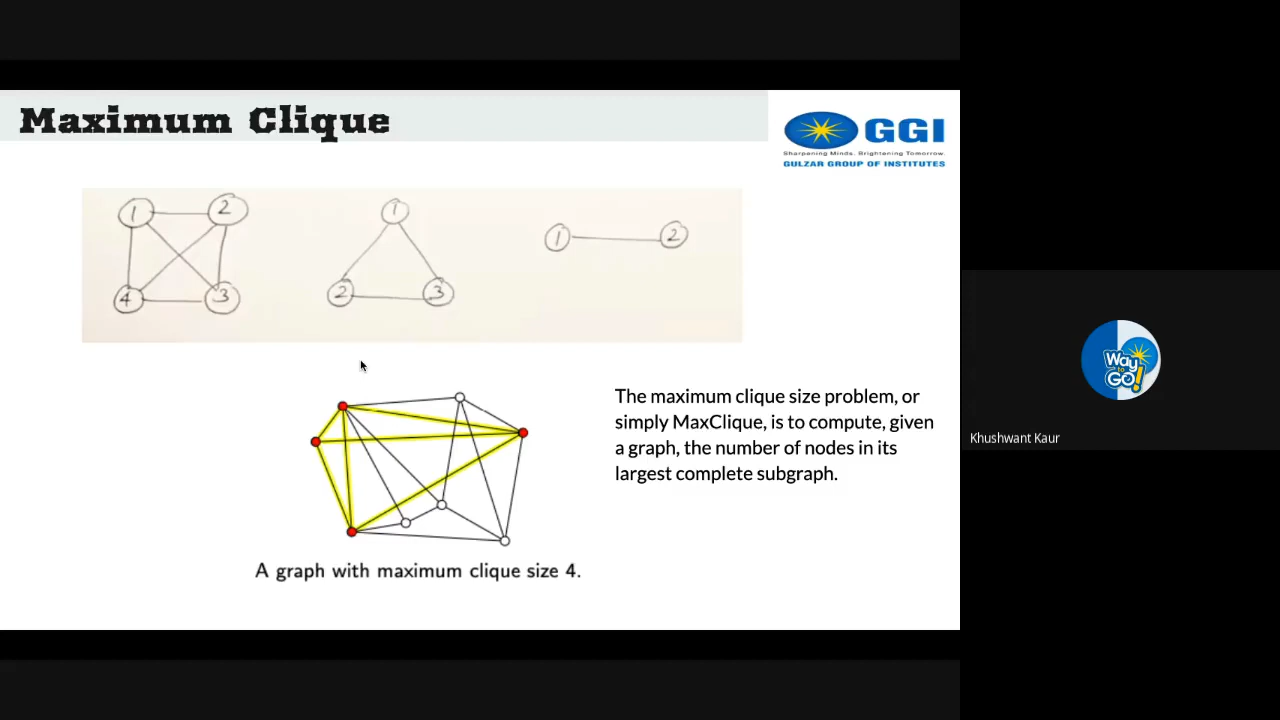 Maximum Clique
GGI
Sharpening Minds, Brightening Tomorrow.
GULZAR GROUP OF INSTITUTES
1 2
4 3
1
2 3
1 2
The maximum clique size problem, or
simply MaxClique, is to compute, given
a graph, the number of nodes in its
largest complete subgraph.
A graph with maximum clique size 4.
Way
to
GO!
Khushwant Kaur